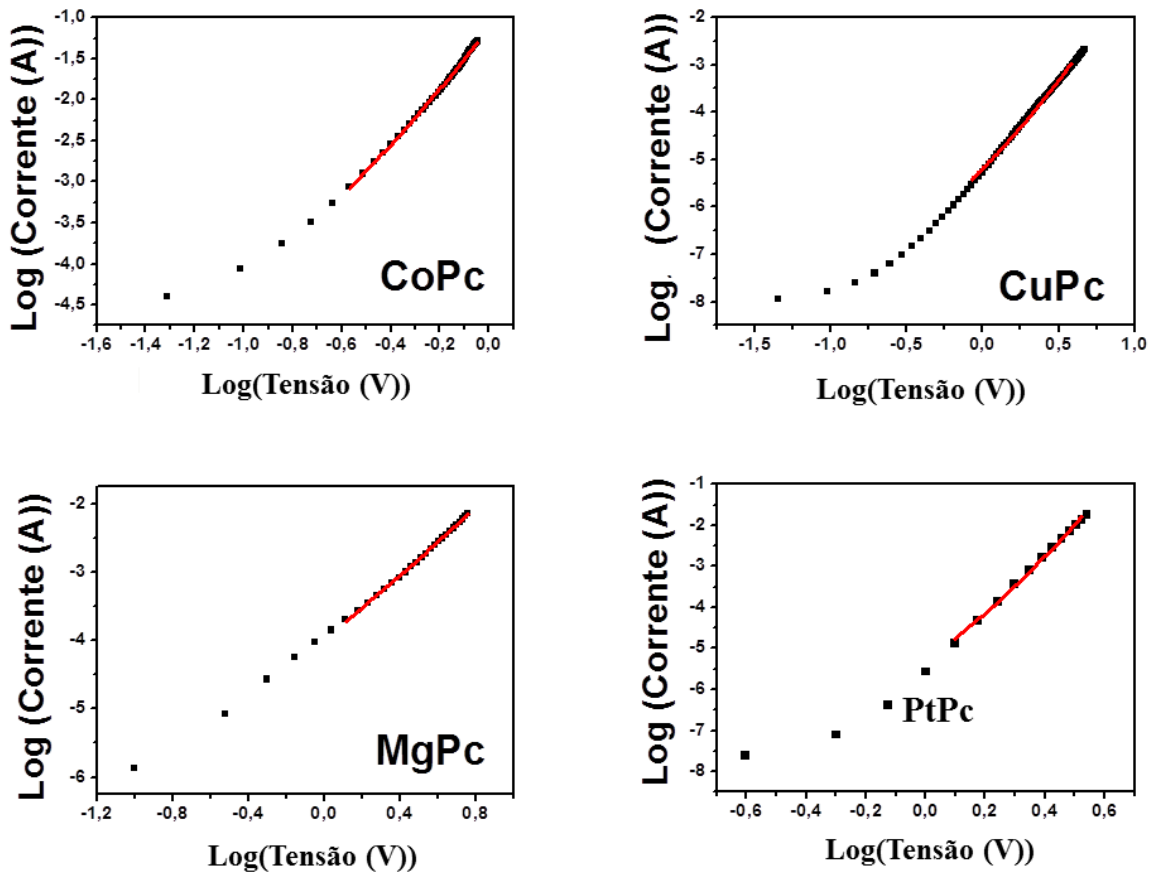 Log (Corrente (A))
-1,0
-1,5
-2,0
-2,5
-3,0
-3,5
-4,0
-4,5
CoPc
-1,6 -1,4 -1,2 -1,0 -0,8 -0,6 -0,4 -0,2 0,0
Log(Tensão (V))
Log. (Corrente (A))
-2
-3
-4
-5
-6
-7
-8
CuPc
-1,5 -1,0 -0,5 0,0 0,5 1,0
Log(Tensão (V))
Log (Corrente (A))
-2
-3
-4
-5
-6
MgPc
-1,2 -0,8 -0,4 0,0 0,4 0,8
Log(Tensão (V))
Log (Corrente (A))
-1
-2
-3
-4
-5
-6
-7
-8
PtPc
-0,6 -0,4 -0,2 0,0 0,2 0,4 0,6
Log(Tensão (V))